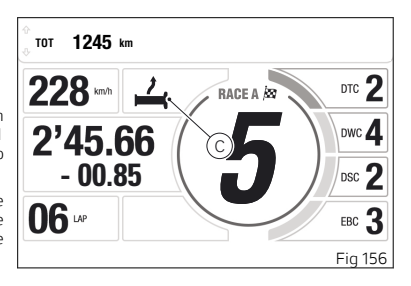 TOT 1245 km
228 km/h
RACE A
DTC 2
2'45.66
- 00.85
C
5
DWC 4
DSC 2
06 LAP
EBC 3
Fig 156